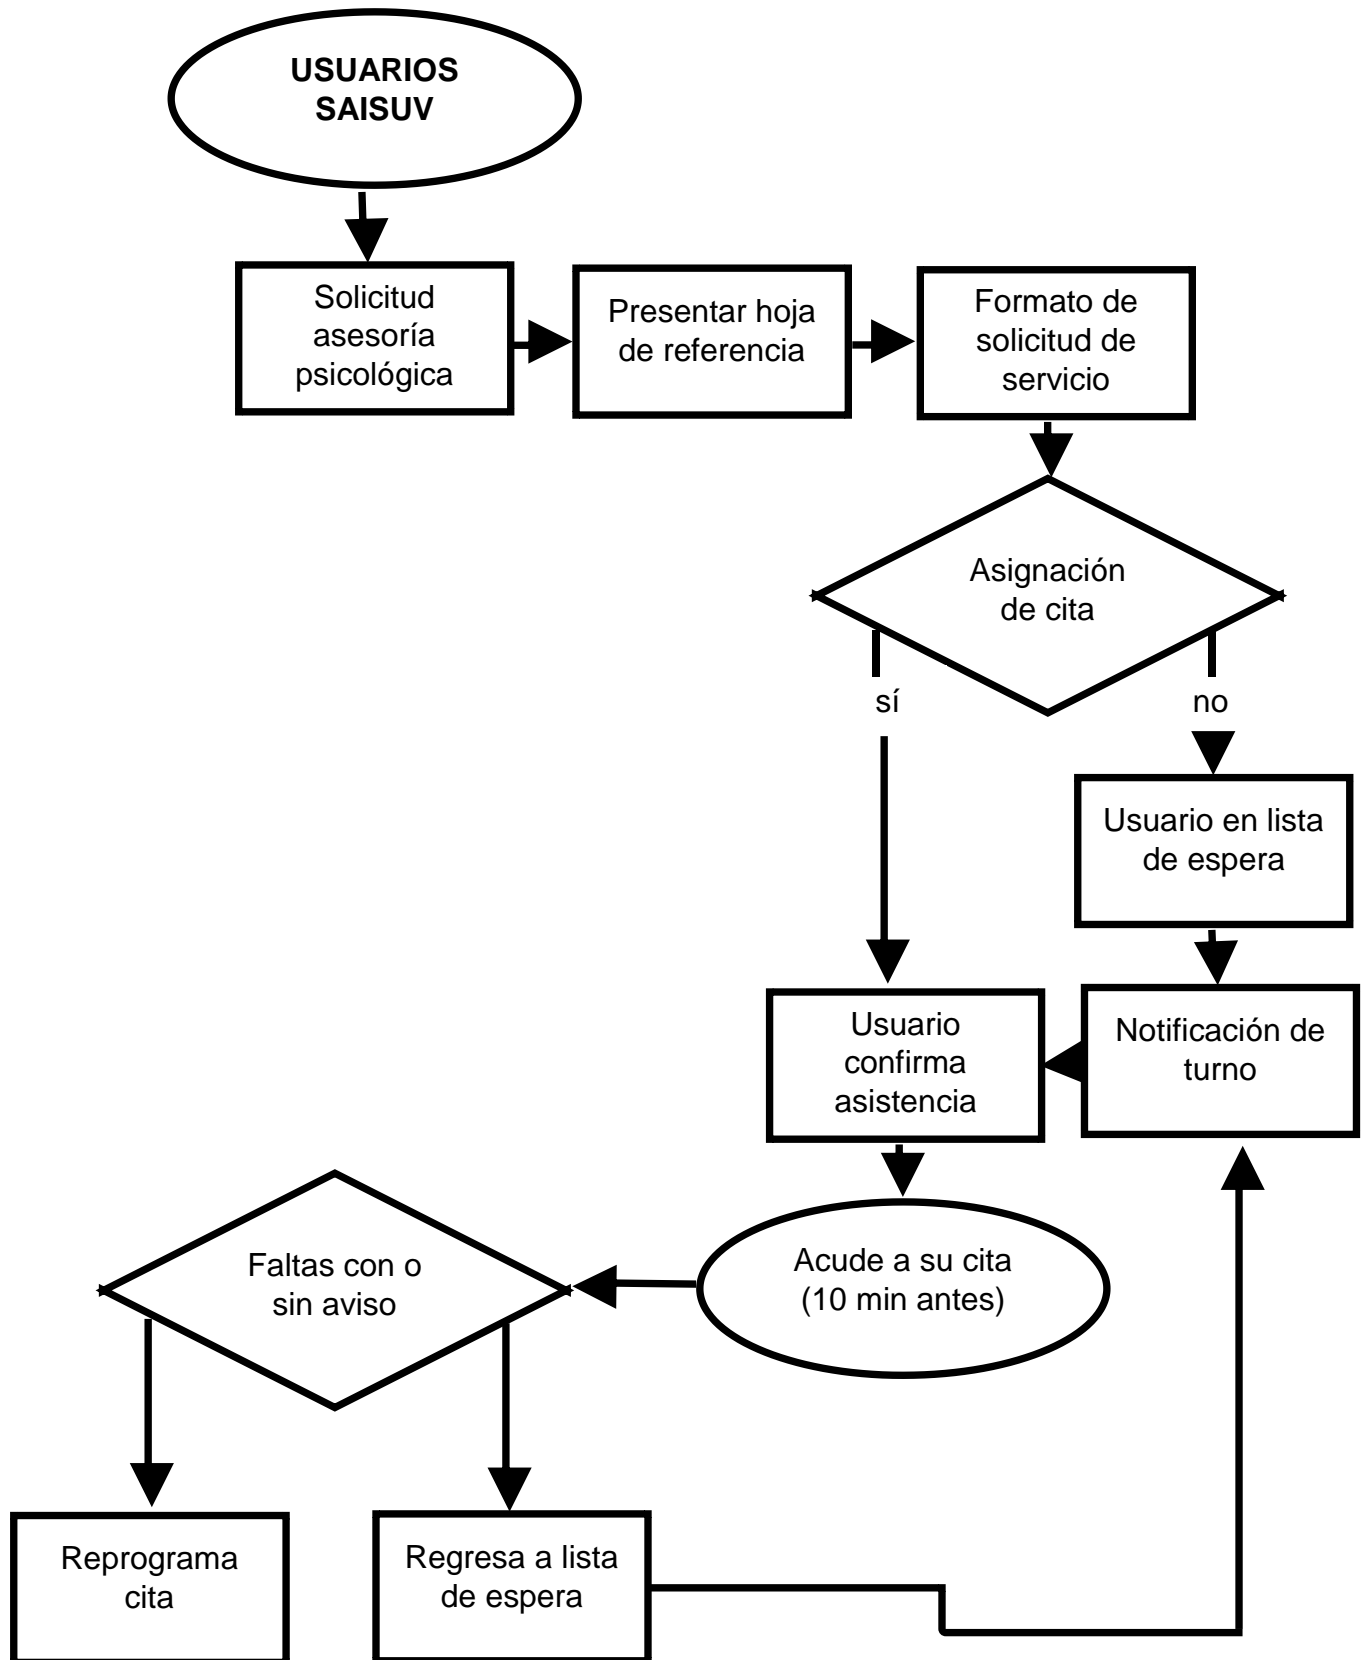 USUARIOS
SAISUV
Solicitud
asesoría
psicológica
Presentar hoja
de referencia
Formato de
solicitud de
servicio
Asignación
de cita
sí
no
Usuario en lista
de espera
Usuario
confirma
asistencia
Notificación de
turno
Faltas con o
sin aviso
Acude a su cita
(10 min antes)
Reprograma
cita
Regresa a lista
de espera